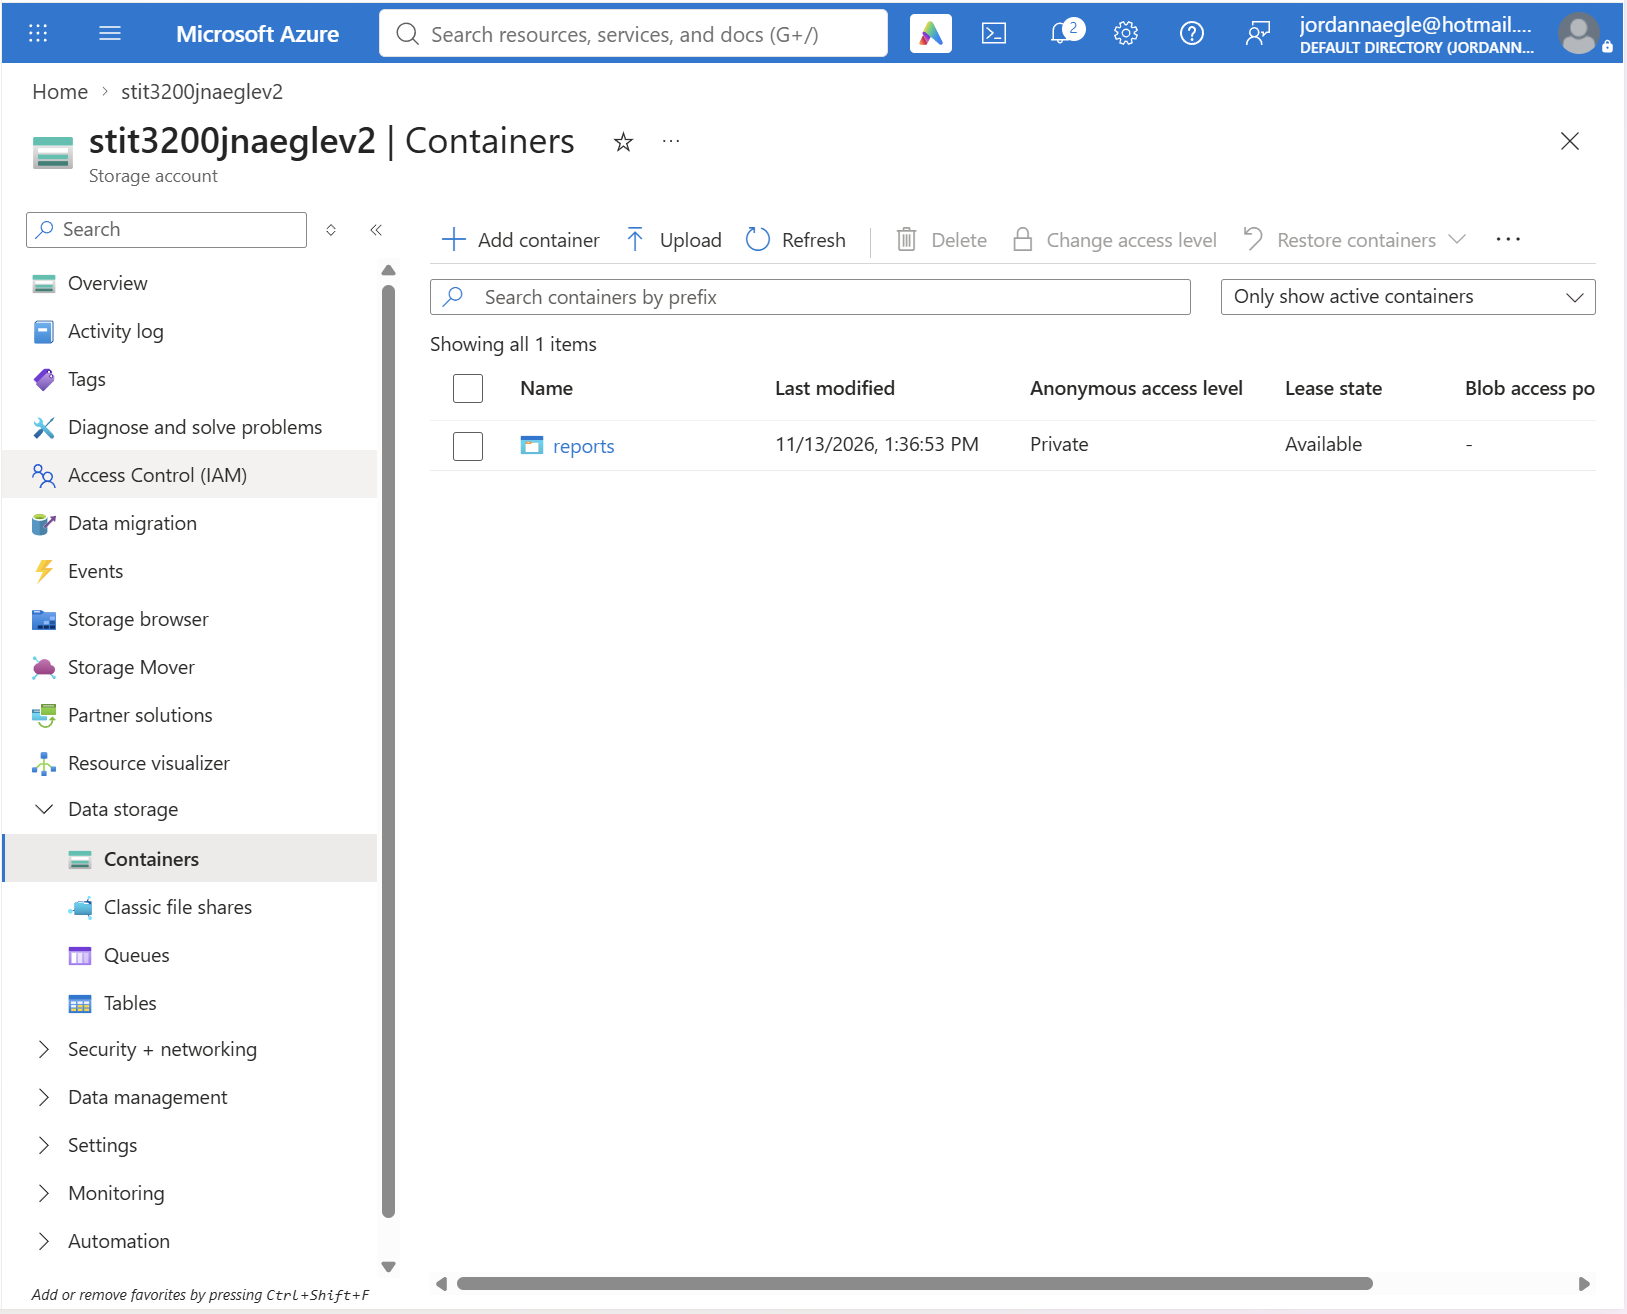 Microsoft Azure
Search resources, services, and docs (G+/)
2
jordannaegle@hotmail....
DEFAULT DIRECTORY (JORDANN...
Home > stit3200jnaeglev2
stit3200jnaeglev2 | Containers
Storage account
Search
Add container
Upload
Refresh
Delete
Change access level
Restore containers
Overview
Activity log
Tags
Diagnose and solve problems
Access Control (IAM)
Data migration
Events
Storage browser
Storage Mover
Partner solutions
Resource visualizer
Data storage
Containers
Classic file shares
Queues
Tables
Security + networking
Data management
Settings
Monitoring
Automation
Add or remove favorites by pressing Ctrl+Shift+F
Search containers by prefix
Only show active containers
Showing all 1 items
Name Last modified Anonymous access level Lease state Blob access po
reports 11/13/2026, 1:36:53 PM Private Available -